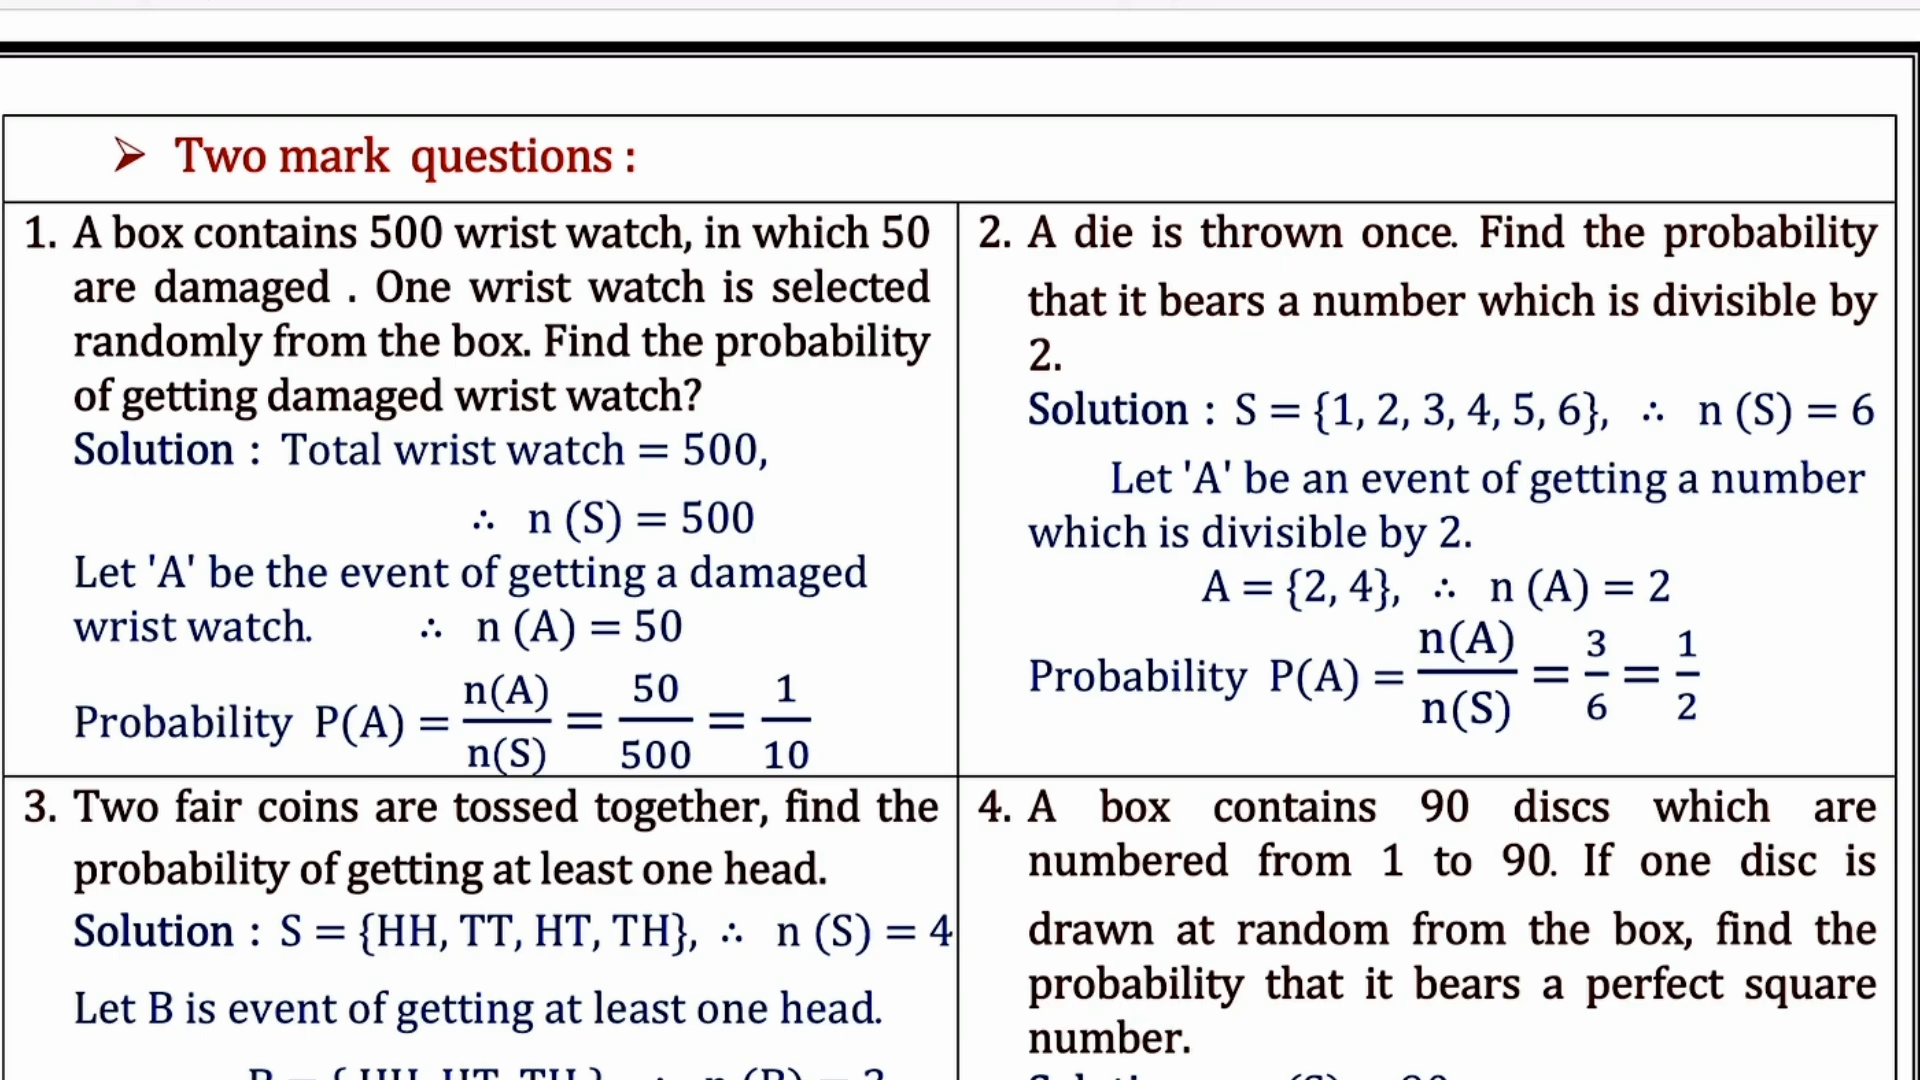 ➢ Two mark questions :
1. A box contains 500 wrist watch, in which 50
are damaged . One wrist watch is selected
randomly from the box. Find the probability
of getting damaged wrist watch?
Solution : Total wrist watch = 500,
∴ n (S) = 500
Let 'A' be the event of getting a damaged
wrist watch. ∴ n (A) = 50
Probability P(A) = n(A)/n(S) = 50/500 = 1/10
2. A die is thrown once. Find the probability
that it bears a number which is divisible by
2.
Solution : S = {1, 2, 3, 4, 5, 6}, ∴ n (S) = 6
Let 'A' be an event of getting a number
which is divisible by 2.
A = {2, 4}, ∴ n (A) = 2
Probability P(A) = n(A)/n(S) = 3/6 = 1/2
3. Two fair coins are tossed together, find the
probability of getting at least one head.
Solution : S = {HH, TT, HT, TH}, ∴ n (S) = 4
Let B is event of getting at least one head.
4. A box contains 90 discs which are
numbered from 1 to 90. If one disc is
drawn at random from the box, find the
probability that it bears a perfect square
number.